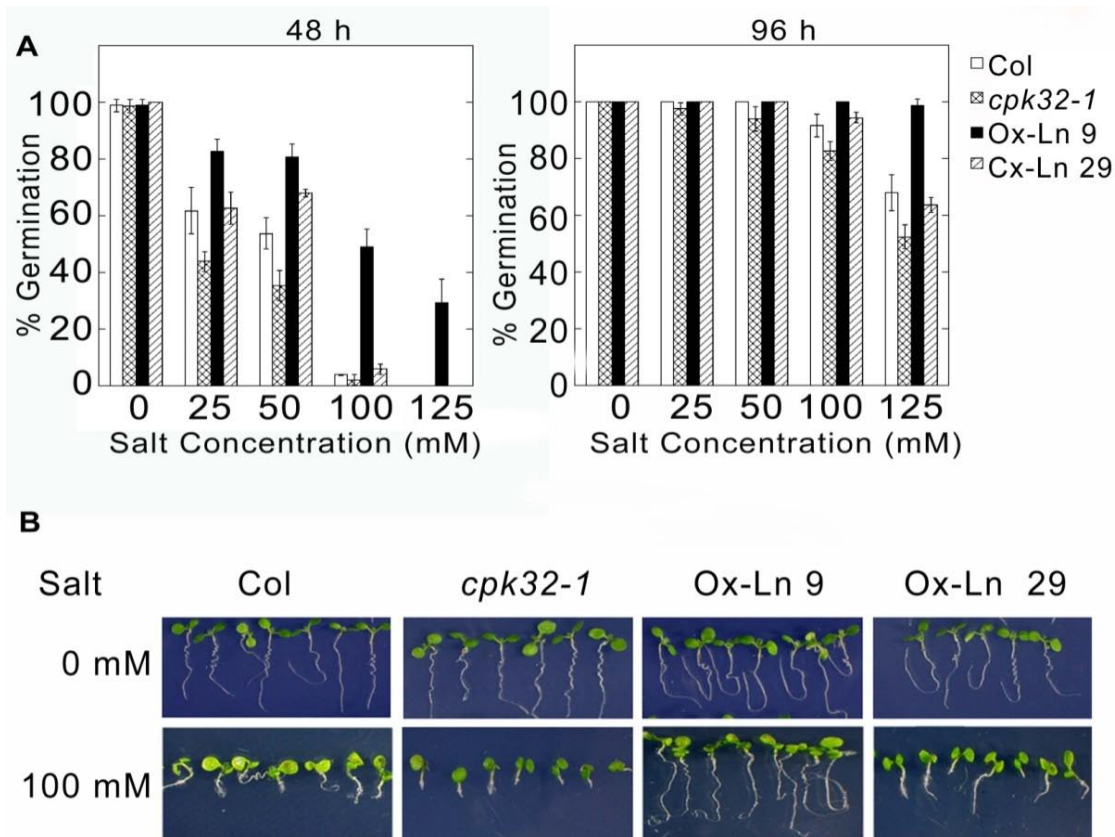 A
48 h
% Germination
100
80
60
40
20
0
0 25 50 100 125
Salt Concentration (mM)
96 h
% Germination
100
80
60
40
20
0
0 25 50 100 125
Salt Concentration (mM)
Col
cpk32-1
Ox-Ln 9
Cx-Ln 29
B
Salt Col cpk32-1 Ox-Ln 9 Ox-Ln 29
0 mM
100 mM